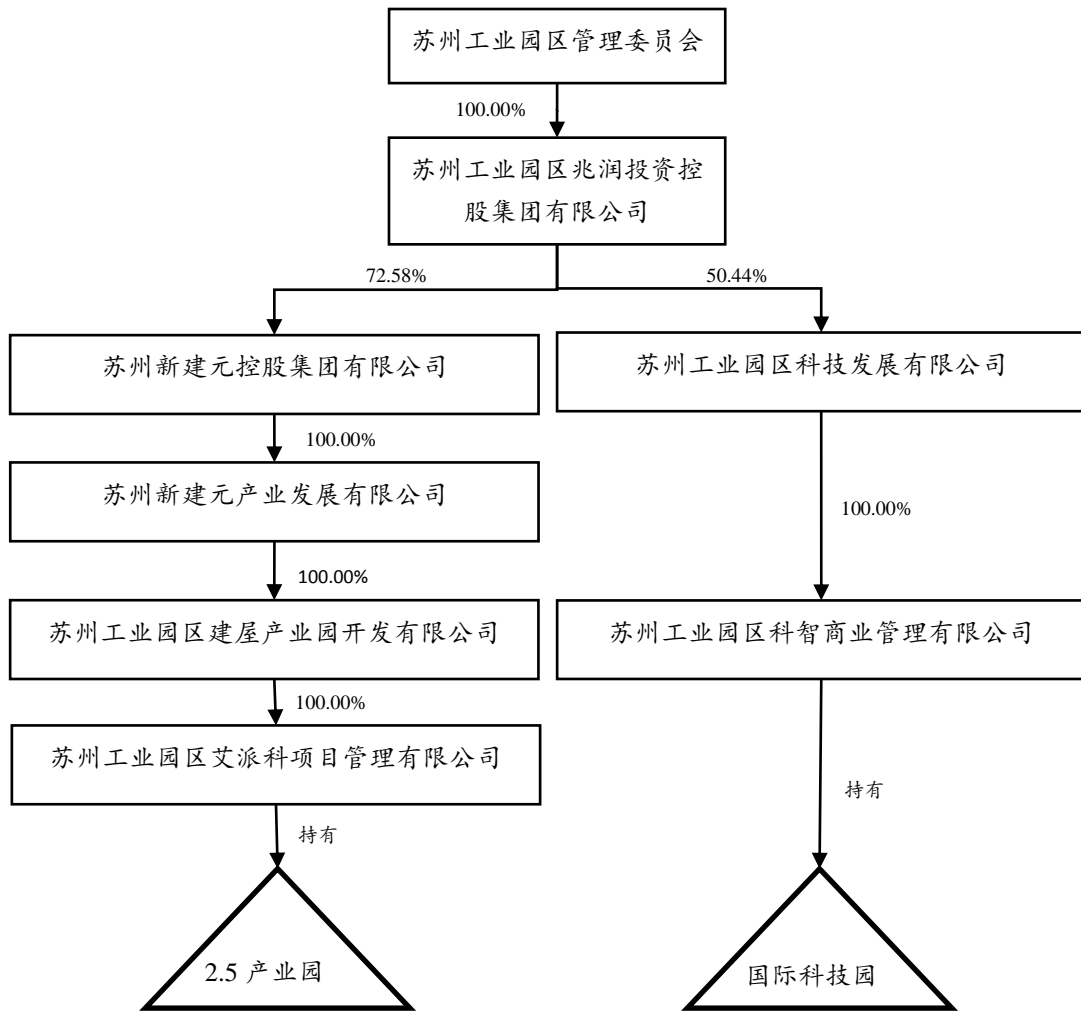 苏州工业园区管理委员会
100.00%
苏州工业园区兆润投资控
股集团有限公司
72.58%
50.44%
苏州新建元控股集团有限公司
苏州工业园区科技发展有限公司
100.00%
苏州新建元产业发展有限公司
100.00%
100.00%
苏州工业园区建屋产业园开发有限公司
苏州工业园区科智商业管理有限公司
100.00%
苏州工业园区艾派科项目管理有限公司
持有
持有
2.5 产业园
国际科技园